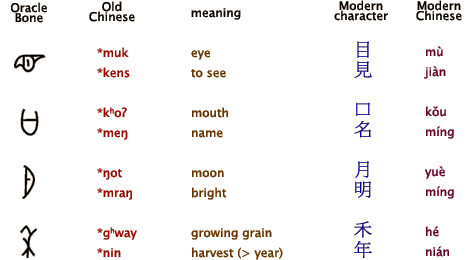 Oracle Bone Old Chinese meaning Modern character Modern Chinese
*muk eye 目 mù
*kens to see 見 jiàn
*kʰoʔ mouth 口 kǒu
*meŋ name 名 míng
*ŋot moon 月 yuè
*mraŋ bright 明 míng
*gʰway growing grain 禾 hé
*nin harvest (> year) 年 nián